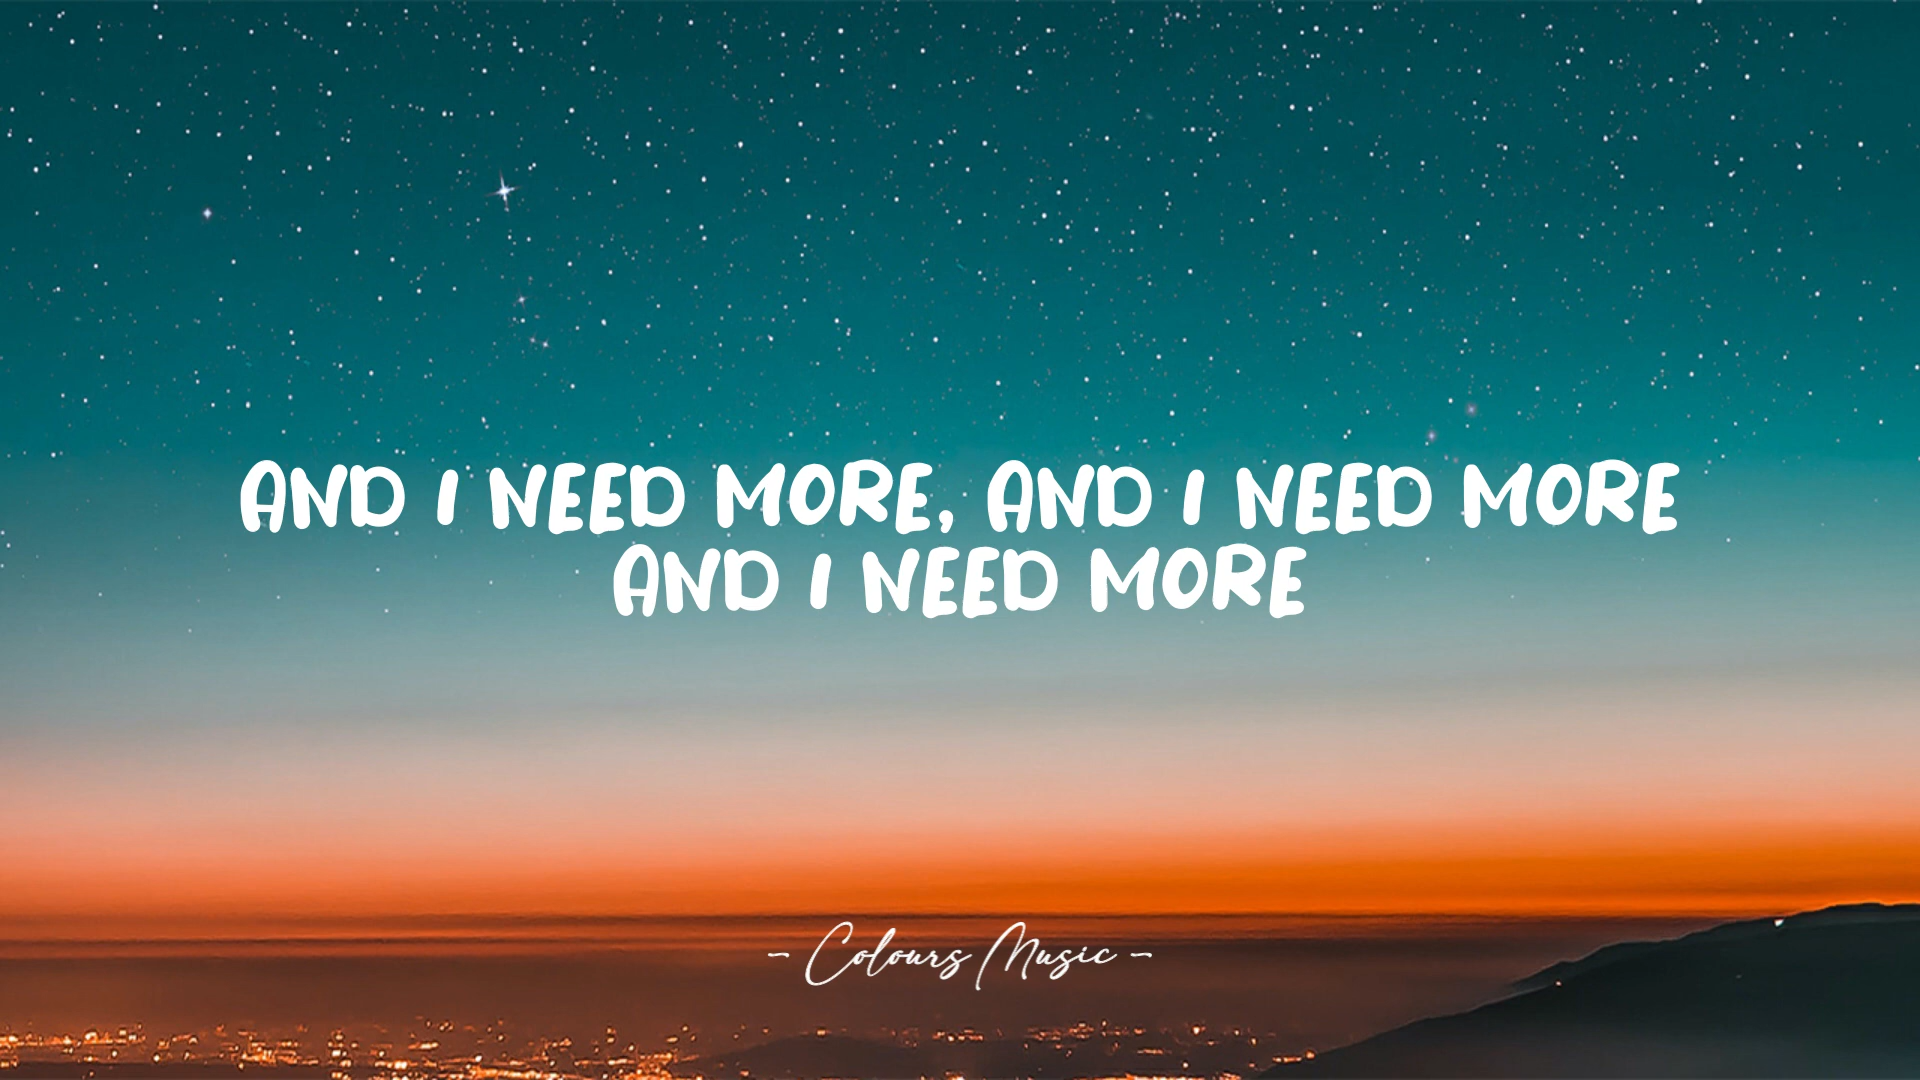 AND I NEED MORE, AND I NEED MORE
AND I NEED MORE
- Colours Music -